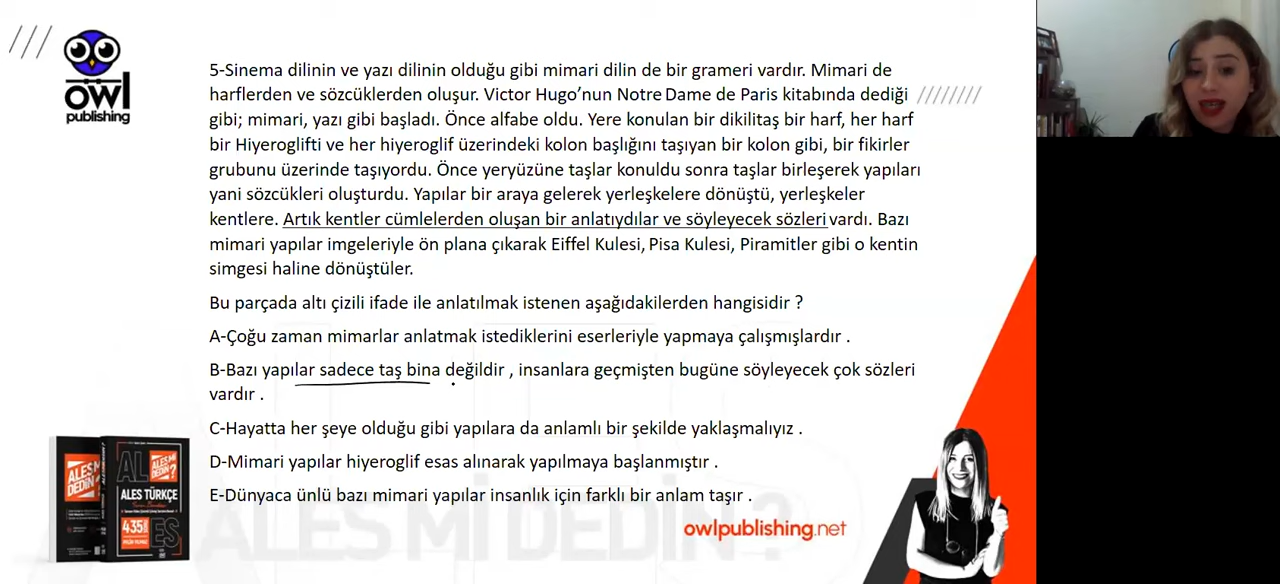 owl
publishing
5-Sinema dilinin ve yazı dilinin olduğu gibi mimari dilin de bir grameri vardır. Mimari de
harflerden ve sözcüklerden oluşur. Victor Hugo’nun Notre Dame de Paris kitabında dediği
gibi; mimari, yazı gibi başladı. Önce alfabe oldu. Yere konulan bir dikilitaş bir harf, her harf
bir Hiyeroglifti ve her hiyeroglif üzerindeki kolon başlığını taşıyan bir kolon gibi, bir fikirler
grubunu üzerinde taşıyordu. Önce yeryüzüne taşlar konuldu sonra taşlar birleşerek yapıları
yani sözcükleri oluşturdu. Yapılar bir araya gelerek yerleşkelere dönüştü, yerleşkeler
kentlere. Artık kentler cümlelerden oluşan bir anlatıydılar ve söyleyecek sözleri vardı. Bazı
mimari yapılar imgeleriyle ön plana çıkarak Eiffel Kulesi, Pisa Kulesi, Piramitler gibi o kentin
simgesi haline dönüştüler.
Bu parçada altı çizili ifade ile anlatılmak istenen aşağıdakilerden hangisidir ?
A-Çoğu zaman mimarlar anlatmak istediklerini eserleriyle yapmaya çalışmışlardır .
B-Bazı yapılar sadece taş bina değildir , insanlara geçmişten bugüne söyleyecek çok sözleri
vardır .
C-Hayatta her şeye olduğu gibi yapılara da anlamlı bir şekilde yaklaşmalıyız .
D-Mimari yapılar hiyeroglif esas alınarak yapılmaya başlanmıştır .
E-Dünyaca ünlü bazı mimari yapılar insanlık için farklı bir anlam taşır .
ALES Mİ
DEDİN?
ALES TÜRKÇE
435
owlpublishing.net
ALES Mİ DEDİN ?